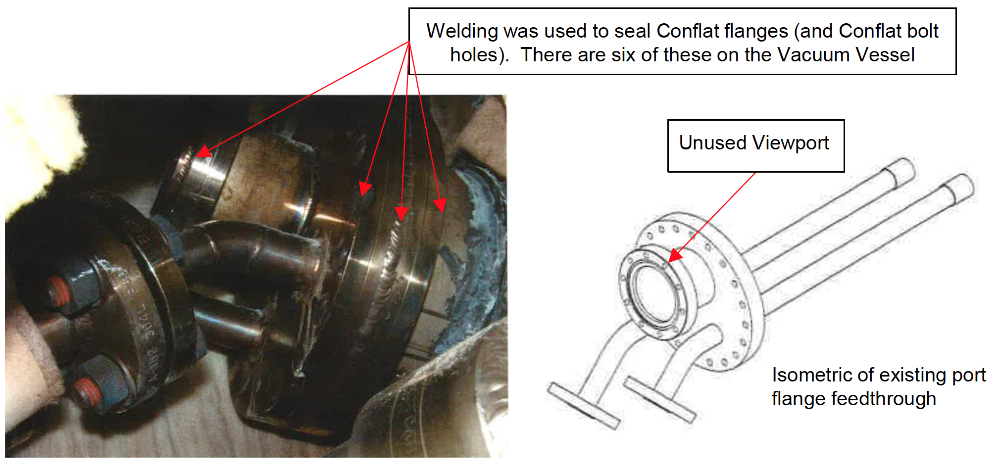 Welding was used to seal Conflat flanges (and Conflat bolt
holes).  There are six of these on the Vacuum Vessel
Unused Viewport
Isometric of existing port
flange feedthrough